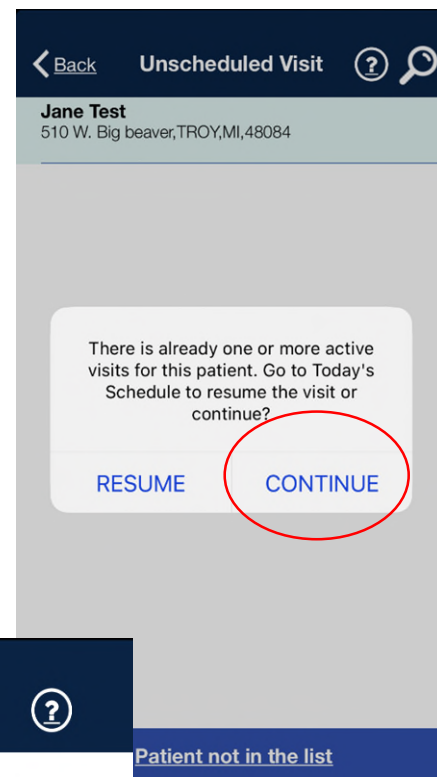 Back Unscheduled Visit ?
Jane Test
510 W. Big beaver,TROY,MI,48084
There is already one or more active
visits for this patient. Go to Today's
Schedule to resume the visit or
continue?
RESUME CONTINUE
?
Patient not in the list